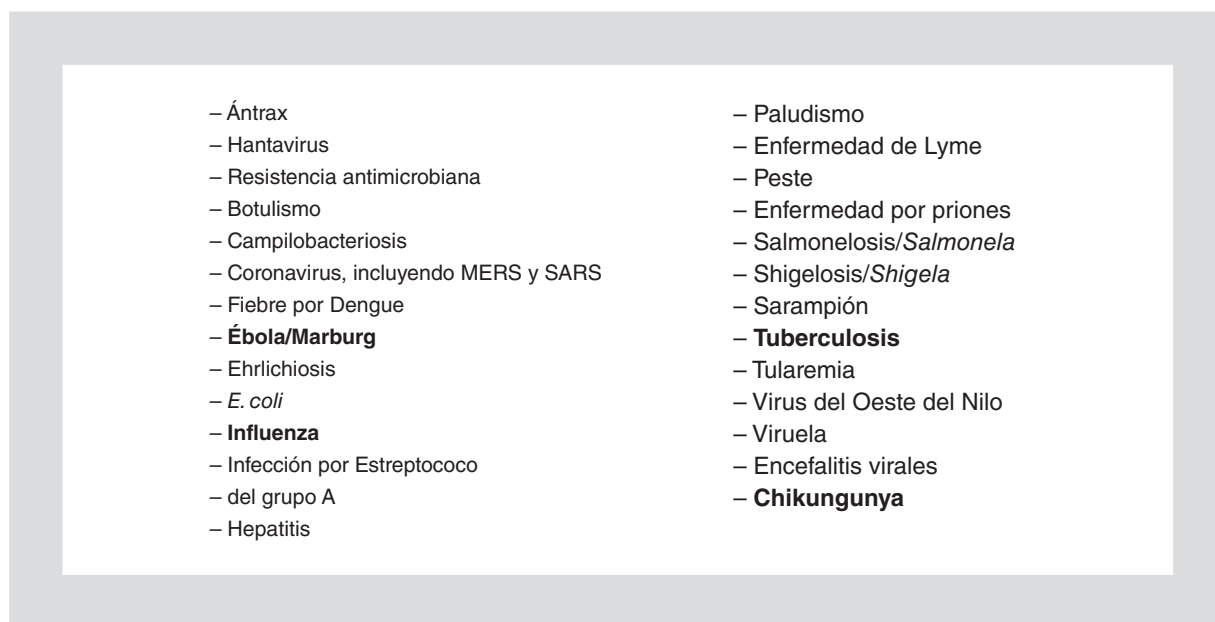 – Ántrax
– Hantavirus
– Resistencia antimicrobiana
– Botulismo
– Campilobacteriosis
– Coronavirus, incluyendo MERS y SARS
– Fiebre por Dengue
– Ébola/Marburg
– Ehrlichiosis
– E. coli
– Influenza
– Infección por Estreptococo
– del grupo A
– Hepatitis
– Paludismo
– Enfermedad de Lyme
– Peste
– Enfermedad por priones
– Salmonelosis/Salmonela
– Shigelosis/Shigela
– Sarampión
– Tuberculosis
– Tularemia
– Virus del Oeste del Nilo
– Viruela
– Encefalitis virales
– Chikungunya